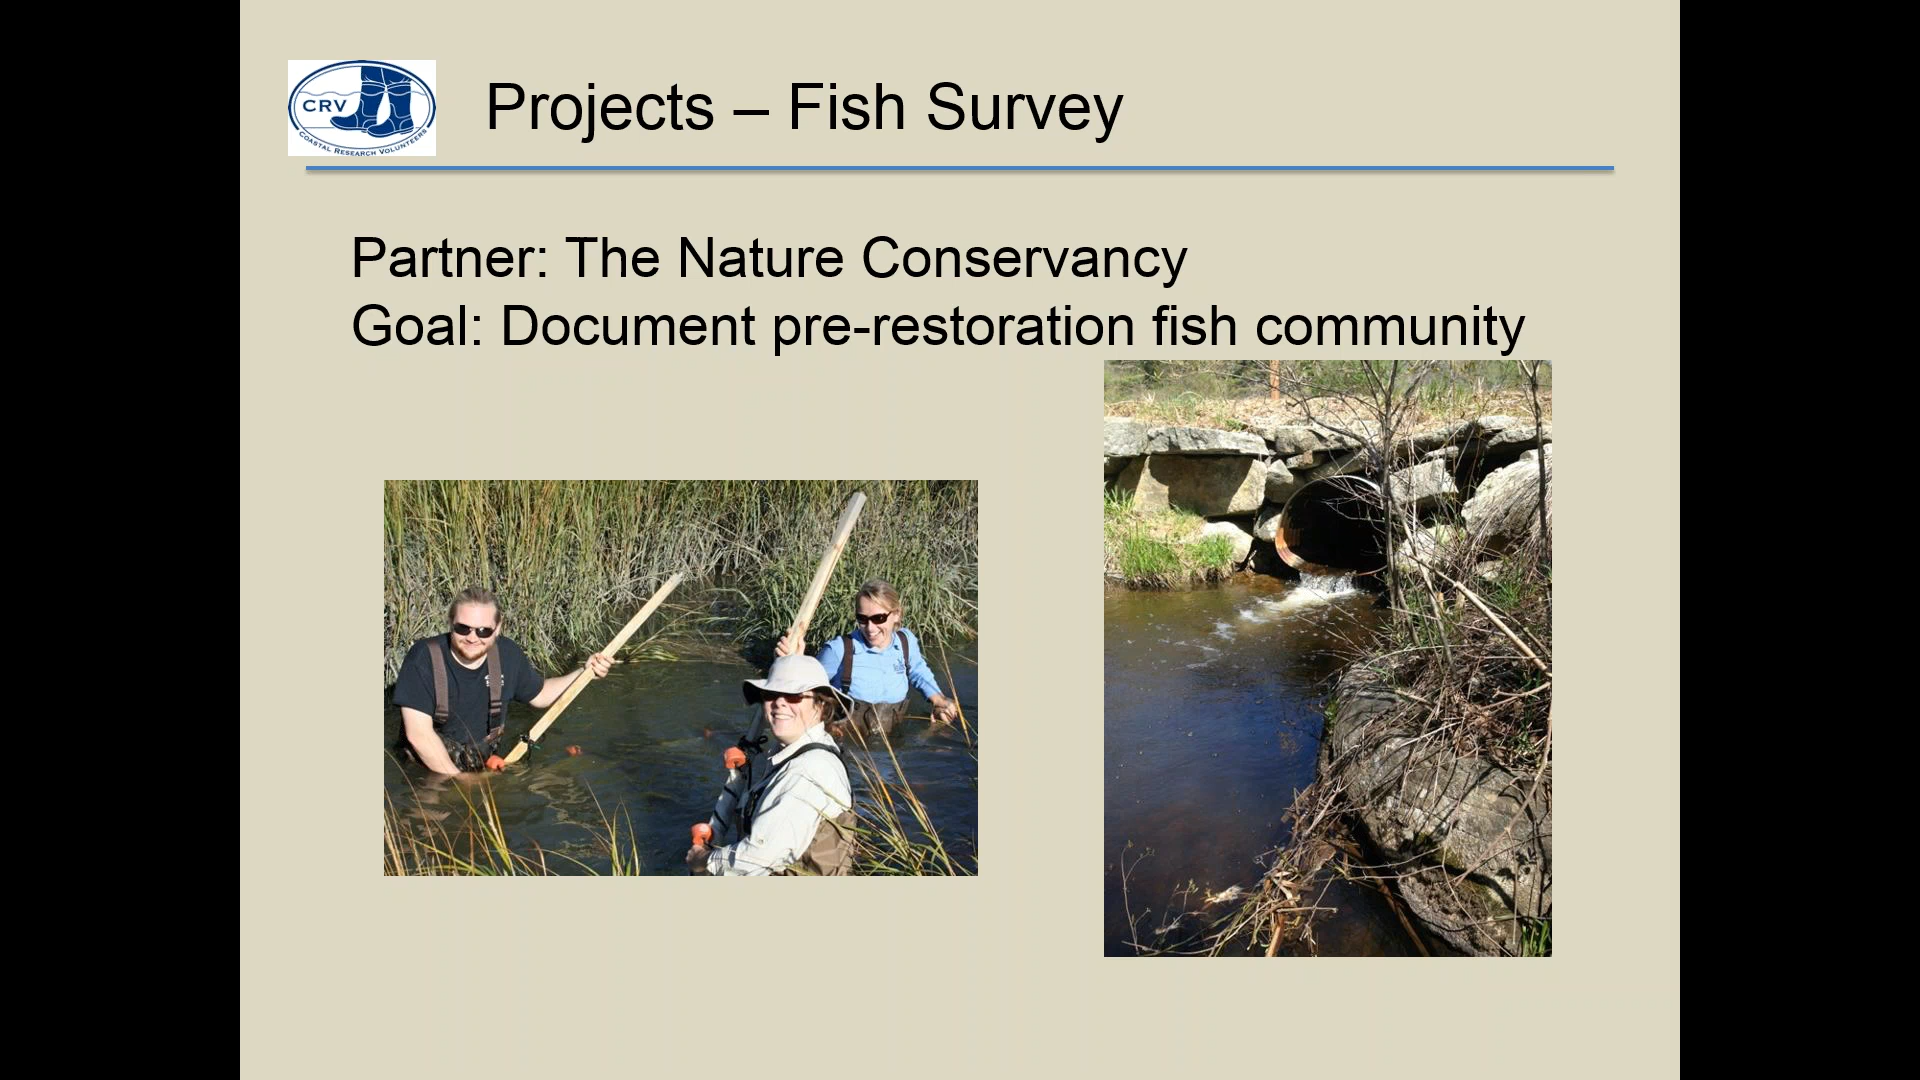 CRV
COASTAL RESEARCH VOLUNTEERS
Projects – Fish Survey
Partner: The Nature Conservancy
Goal: Document pre-restoration fish community